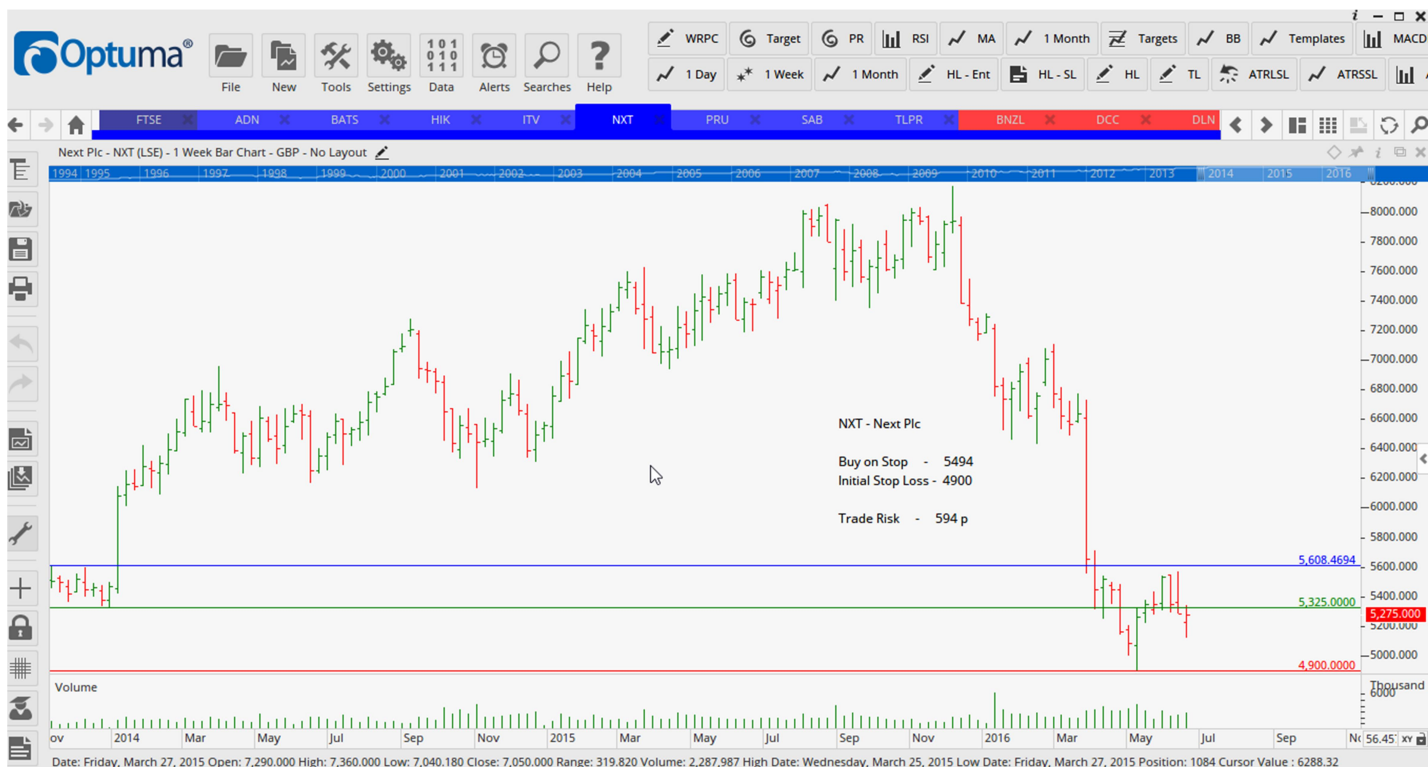 i
Optuma®
File New Tools Settings Data Alerts Searches Help
WRPC Target PR RSI MA 1 Month Targets BB Templates MACD
1 Day 1 Week 1 Month HL - Ent HL - SL HL TL ATRLSL ATRSSL
FTSE ADN BATS HIK ITV NXT PRU SAB TLPR BNZL DCC DLN
Next Plc - NXT (LSE) - 1 Week Bar Chart - GBP - No Layout
1994 1995 1996 1997 1998 1999 2000 2001 2002 2003 2004 2005 2006 2007 2008 2009 2010 2011 2012 2013 2014 2015 2016
8200.000
8000.000
7800.000
7600.000
7400.000
7200.000
7000.000
6800.000
6600.000
NXT - Next Plc
6400.000
Buy on Stop - 5494
Initial Stop Loss - 4900
6200.000
6000.000
Trade Risk - 594 p
5800.000
5,608.4694
5600.000
5400.000
5,325.0000
5,275.000
5200.000
5000.000
4,900.0000
Volume
Thousand
6000
ov 2014 Mar May Jul Sep Nov 2015 Mar May Jul Sep Nov 2016 Mar May Jul Sep 56.45 XY
Date: Friday, March 27, 2015 Open: 7,290.000 High: 7,360.000 Low: 7,040.180 Close: 7,050.000 Range: 319.820 Volume: 2,287,987 High Date: Wednesday, March 25, 2015 Low Date: Friday, March 27, 2015 Position: 1084 Cursor Value : 6288.32